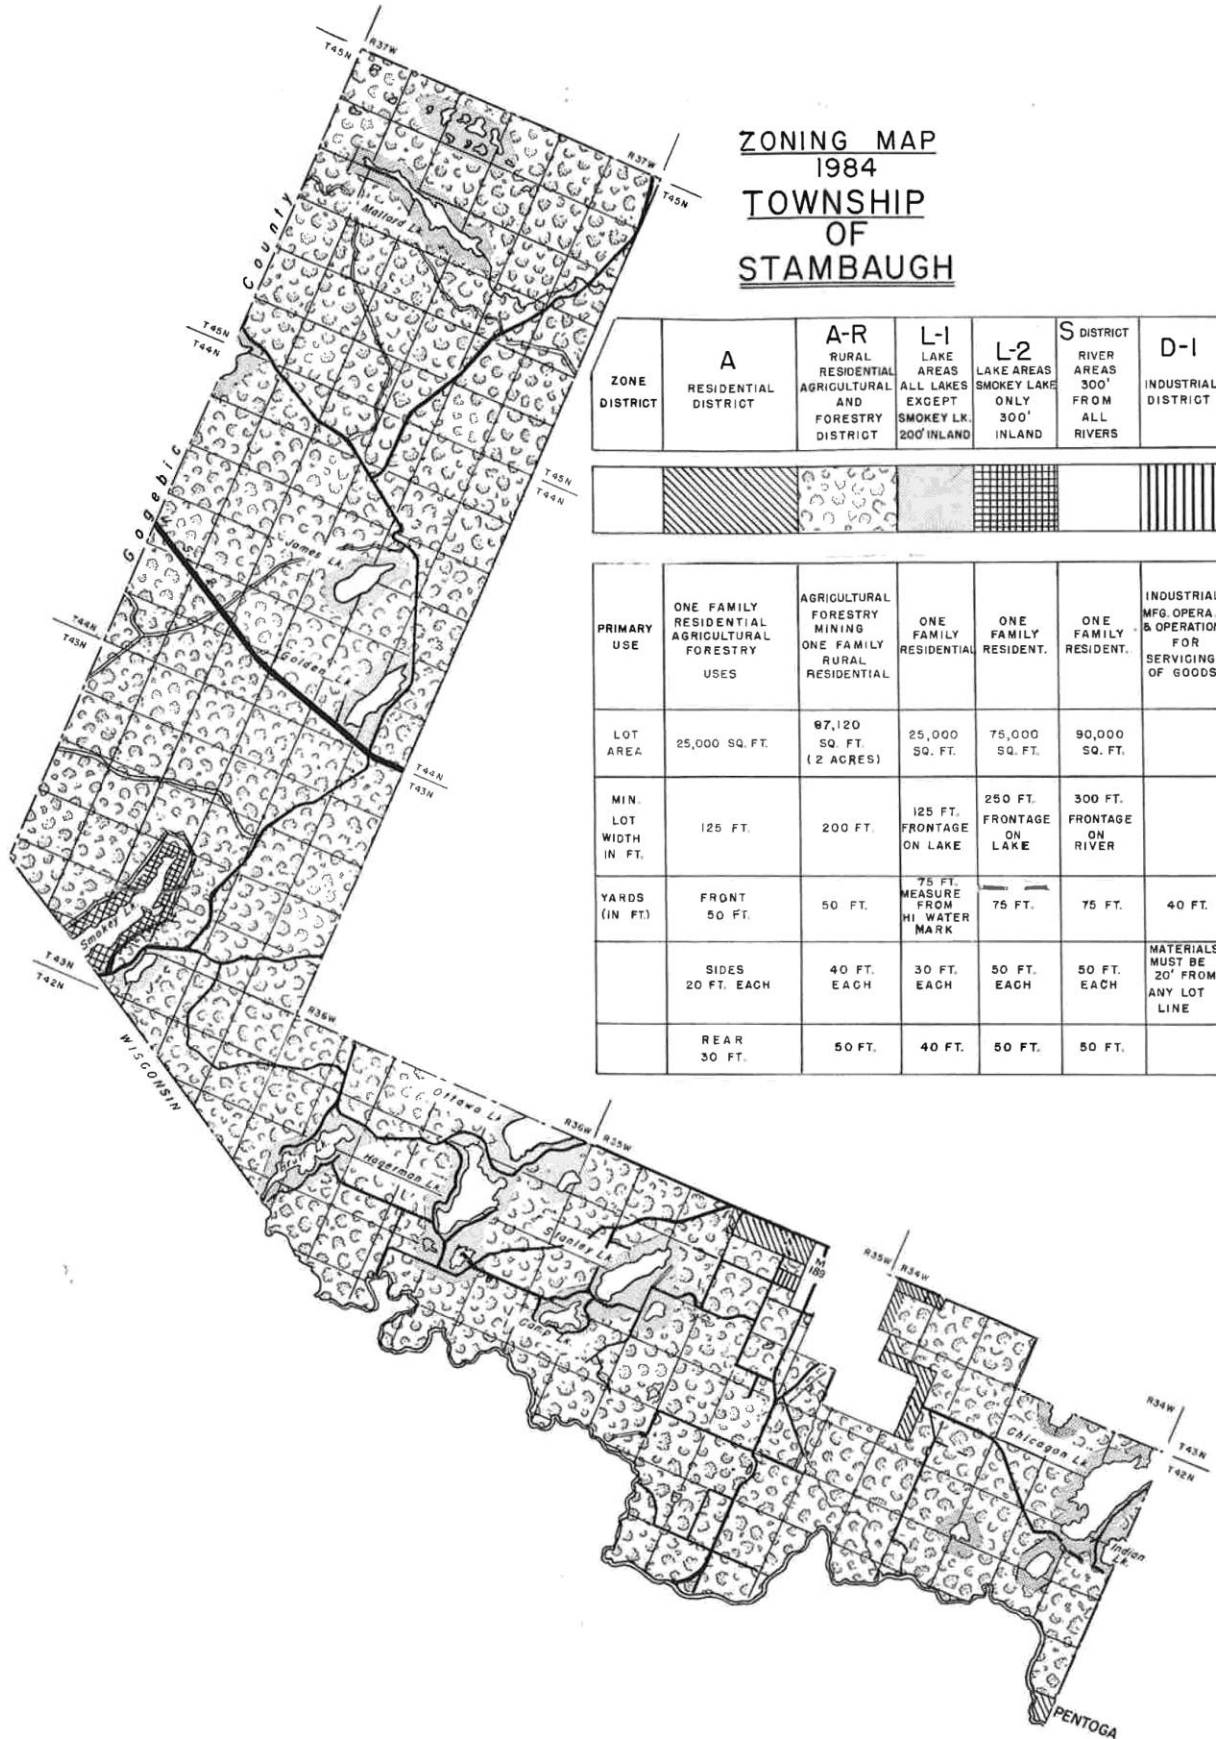 ZONING MAP
1984
TOWNSHIP
OF
STAMBAUGH
ZONE
DISTRICT
A
RESIDENTIAL
DISTRICT
A-R
RURAL
RESIDENTIAL
AGRICULTURAL
AND
FORESTRY
DISTRICT
L-1
LAKE
AREAS
ALL LAKES
EXCEPT
SMOKEY LK.
200' INLAND
L-2
LAKE AREAS
SMOKEY LAKE
ONLY
300'
INLAND
S DISTRICT
RIVER
AREAS
300'
FROM
ALL
RIVERS
D-1
INDUSTRIAL
DISTRICT
PRIMARY
USE
ONE FAMILY
RESIDENTIAL
AGRICULTURAL
FORESTRY
USES
AGRICULTURAL
FORESTRY
MINING
ONE FAMILY
RURAL
RESIDENTIAL
ONE
FAMILY
RESIDENTIAL
ONE
FAMILY
RESIDENT.
ONE
FAMILY
RESIDENT.
INDUSTRIAL
MFG. OPERA.
& OPERATION
FOR
SERVICING
OF GOODS
LOT
AREA
25,000 SQ. FT.
87,120
SQ. FT.
(2 ACRES)
25,000
SQ. FT.
75,000
SQ. FT.
90,000
SQ. FT.
MIN.
LOT
WIDTH
IN FT.
125 FT.
200 FT.
125 FT.
FRONTAGE
ON LAKE
250 FT.
FRONTAGE
ON
LAKE
300 FT.
FRONTAGE
ON
RIVER
YARDS
(IN FT.)
FRONT
50 FT.
50 FT.
75 FT.
MEASURE
FROM
HI WATER
MARK
75 FT.
75 FT.
40 FT.
SIDES
20 FT. EACH
40 FT.
EACH
30 FT.
EACH
50 FT.
EACH
50 FT.
EACH
MATERIALS
MUST BE
20' FROM
ANY LOT
LINE
REAR
30 FT.
50 FT.
40 FT.
50 FT.
50 FT.
T45N
R37W
R37W
T45N
Mallard Lk.
Gogebic County
T45N
T44N
T45N
T44N
James Lk.
U S 2
T44N
T43N
Golden Lk.
T44N
T43N
Smokey
T43N
T42N
WISCONSIN
R36W
Ottawa Lk.
R36W
R35W
Hagerman Lk.
Stanley Lk.
Camp Lk.
M
189
R35W
R34W
Chicagon Lk.
R34W
T43N
T42N
Indian
Lk.
PENTOGA